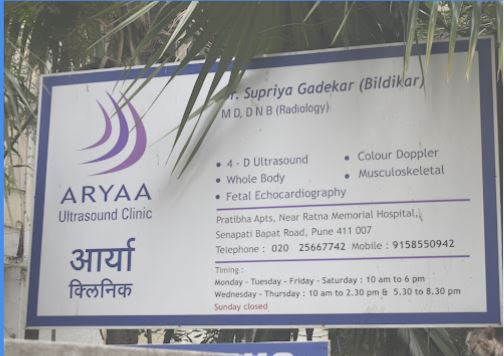 Dr. Supriya Gadekar (Bildikar)
M D, D N B (Radiology)
ARYAA
Ultrasound Clinic
आर्या
क्लिनिक
• 4 - D Ultrasound
• Whole Body
• Fetal Echocardiography
• Colour Doppler
• Musculoskeletal
Pratibha Apts, Near Ratna Memorial Hospital,
Senapati Bapat Road, Pune 411 007
Telephone : 020 25667742 Mobile : 9158550942
Timing :
Monday - Tuesday - Friday - Saturday : 10 am to 6 pm
Wednesday - Thursday : 10 am to 2.30 pm & 5.30 to 8.30 pm
Sunday closed